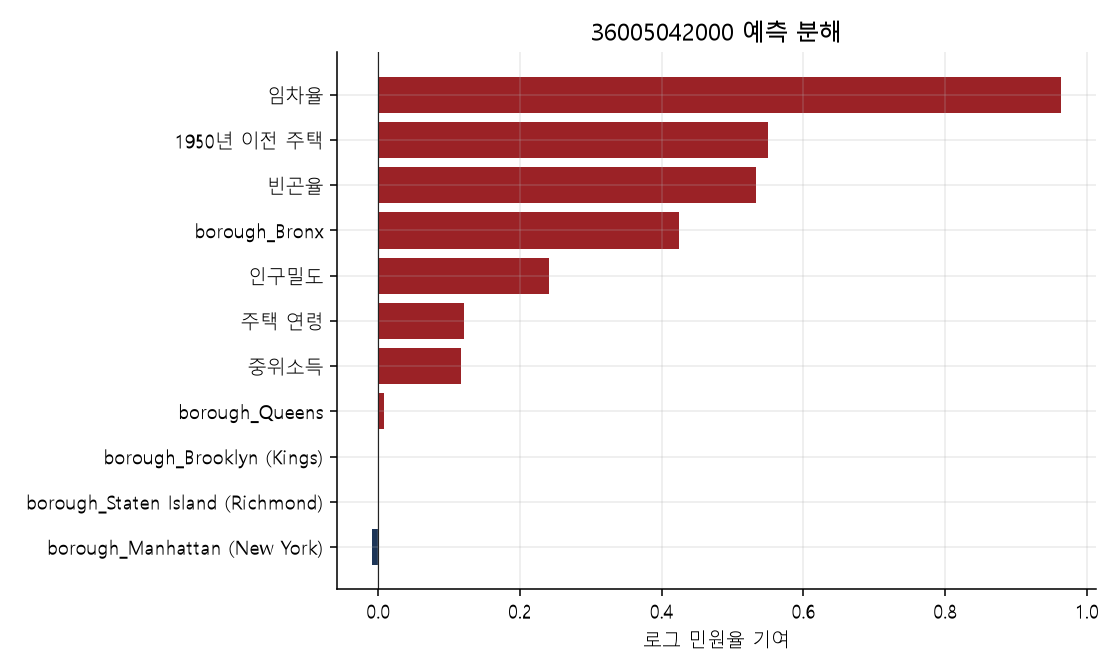 36005042000 예측 분해
임차율
1950년 이전 주택
빈곤율
borough_Bronx
인구밀도
주택 연령
중위소득
borough_Queens
borough_Brooklyn (Kings)
borough_Staten Island (Richmond)
borough_Manhattan (New York)
0.0 0.2 0.4 0.6 0.8 1.0
로그 민원율 기여